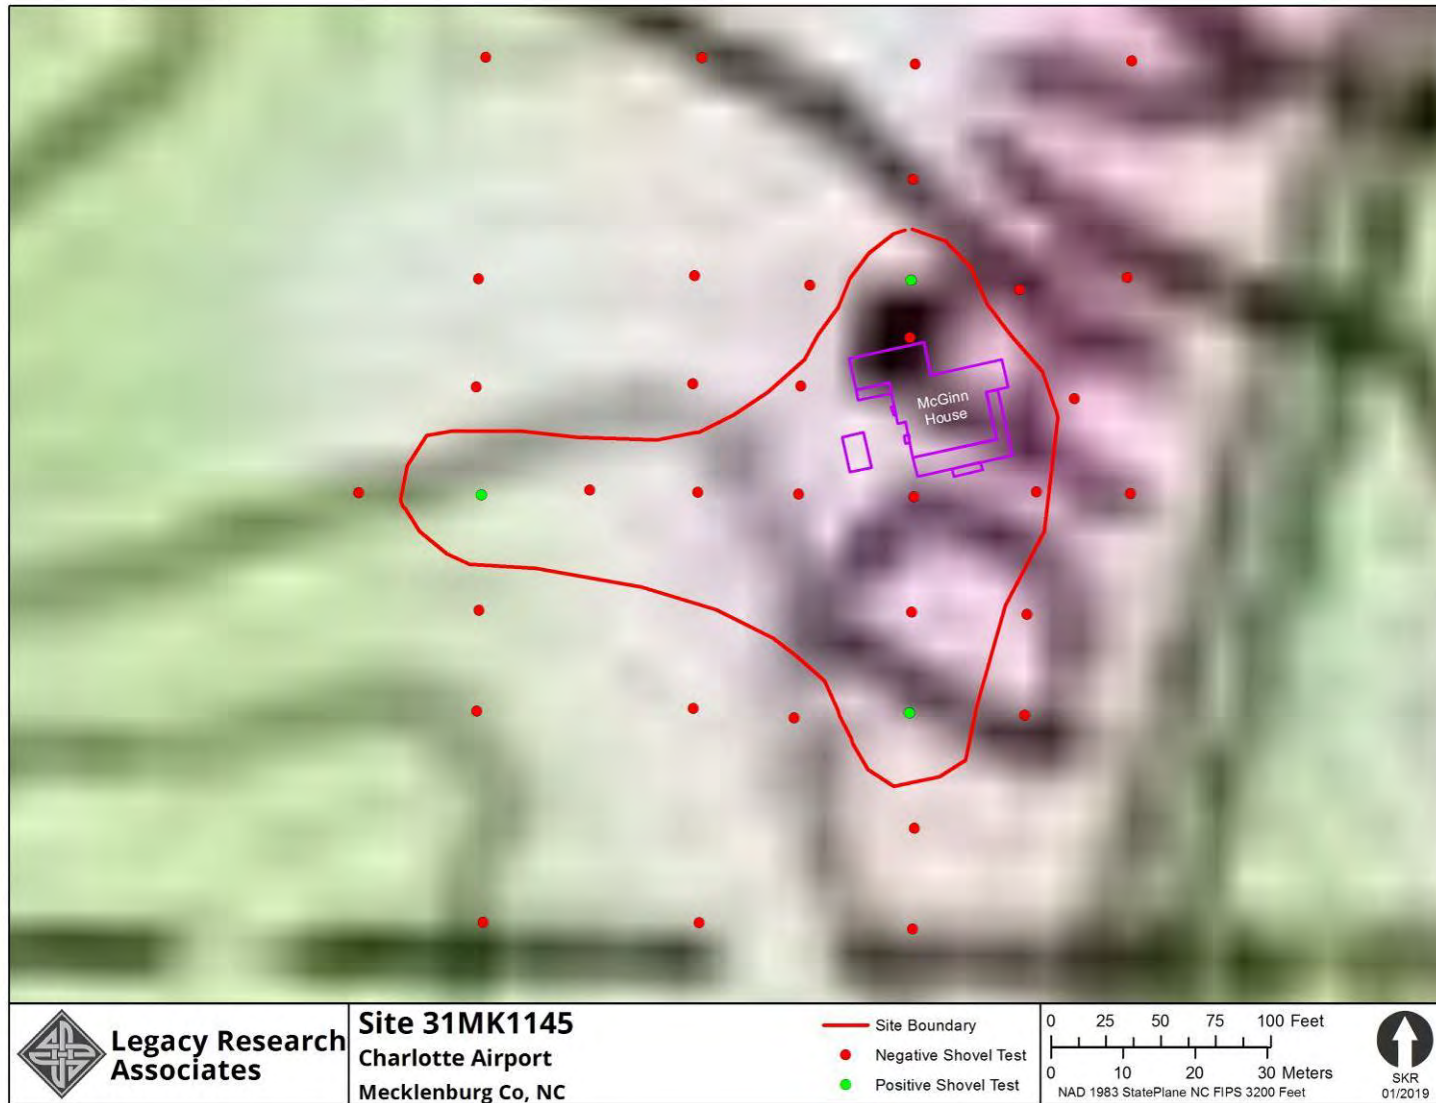 McGinn
House
Legacy Research
Associates
Site 31MK1145
Charlotte Airport
Mecklenburg Co, NC
Site Boundary
Negative Shovel Test
Positive Shovel Test
0 25 50 75 100 Feet
0 10 20 30 Meters
NAD 1983 StatePlane NC FIPS 3200 Feet
SKR
01/2019